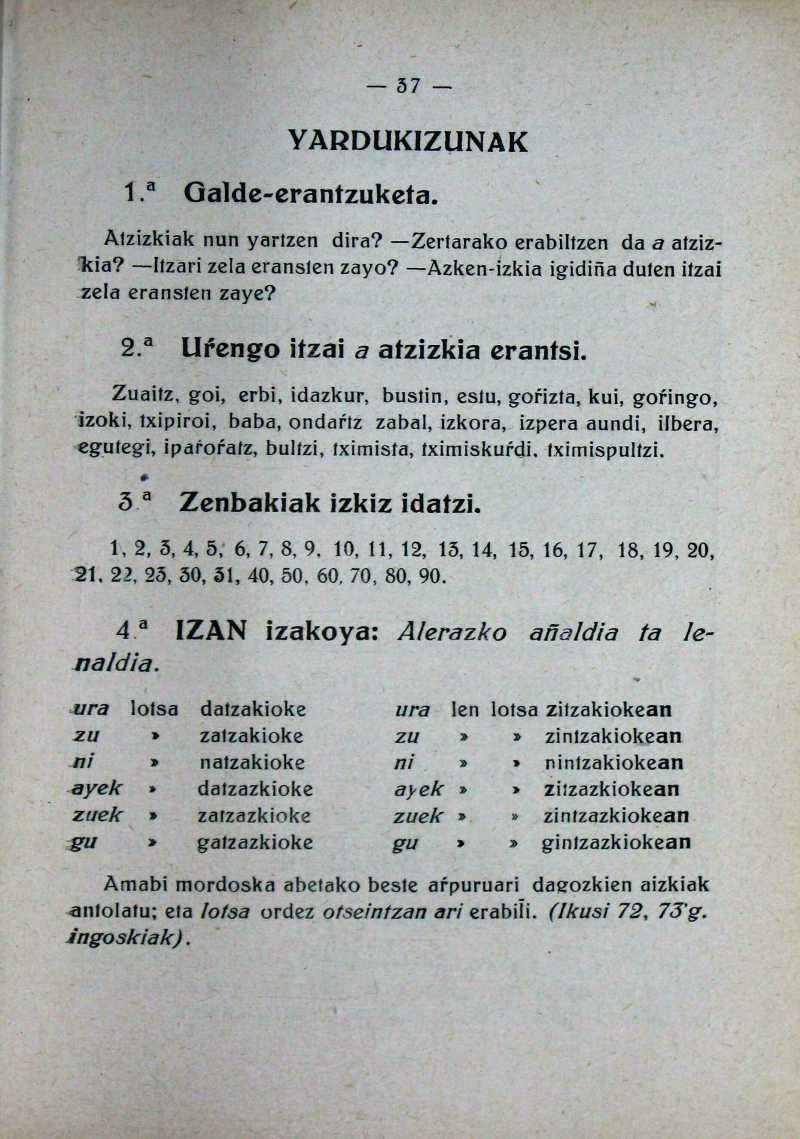 — 37 —
YARDUKIZUNAK
1.ª Galde-erantzuketa.
Atzizkiak nun yartzen dira? —Zertarako erabiltzen da a atziz-
kia? —Itzari zela eransten zayo? —Azken-izkia igidiña duten itzai
zela eransten zaye?
2.ª Uŕengo itzai a atzizkia erantsi.
Zuaitz, goi, erbi, idazkur, bustin, estu, goŕizta, kui, goŕingo,
izoki, txipiroi, baba, ondaŕtz zabal, izkora, izpera aundi, ilbera,
egutegi, ipaŕoŕatz, bultzi, tximista, tximiskuŕdi, tximispultzi.
3.ª Zenbakiak izkiz idatzi.
1, 2, 3, 4, 5, 6, 7, 8, 9, 10, 11, 12, 13, 14, 15, 16, 17, 18, 19, 20,
21, 22, 23, 30, 31, 40, 50, 60, 70, 80, 90.
4.ª IZAN izakoya: Alerazko añaldia ta le-
naldia.
ura lotsa datzakioke ura len lotsa zitzakiokean
zu » zatzakioke zu » » zintzakiokean
ni » natzakioke ni » » nintzakiokean
ayek » datzazkioke ayek » » zitzazkiokean
zuek » zatzazkioke zuek » » zintzazkiokean
gu » gatzazkioke gu » » gintzazkiokean
Amabi mordoska abetako beste aŕpuruari dagozkien aizkiak
antolatu; eta lotsa ordez otseintzan ari erabili. (Ikusi 72, 73'g.
ingoskiak).